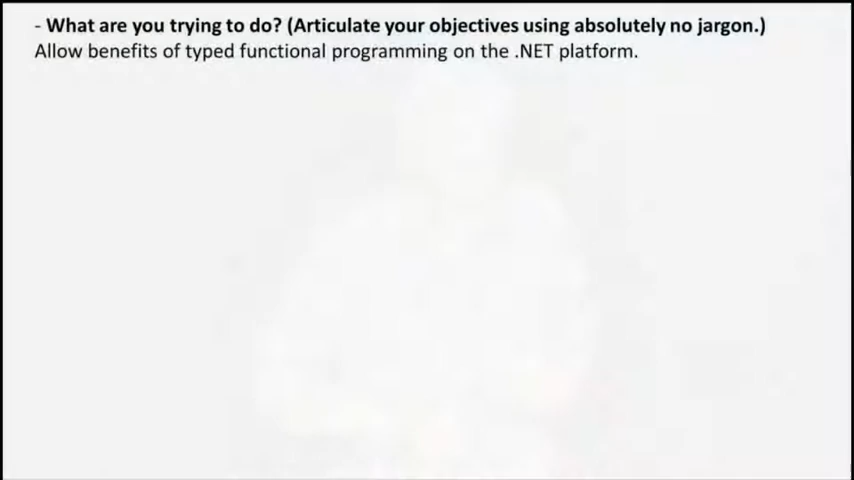 - What are you trying to do? (Articulate your objectives using absolutely no jargon.)
Allow benefits of typed functional programming on the .NET platform.